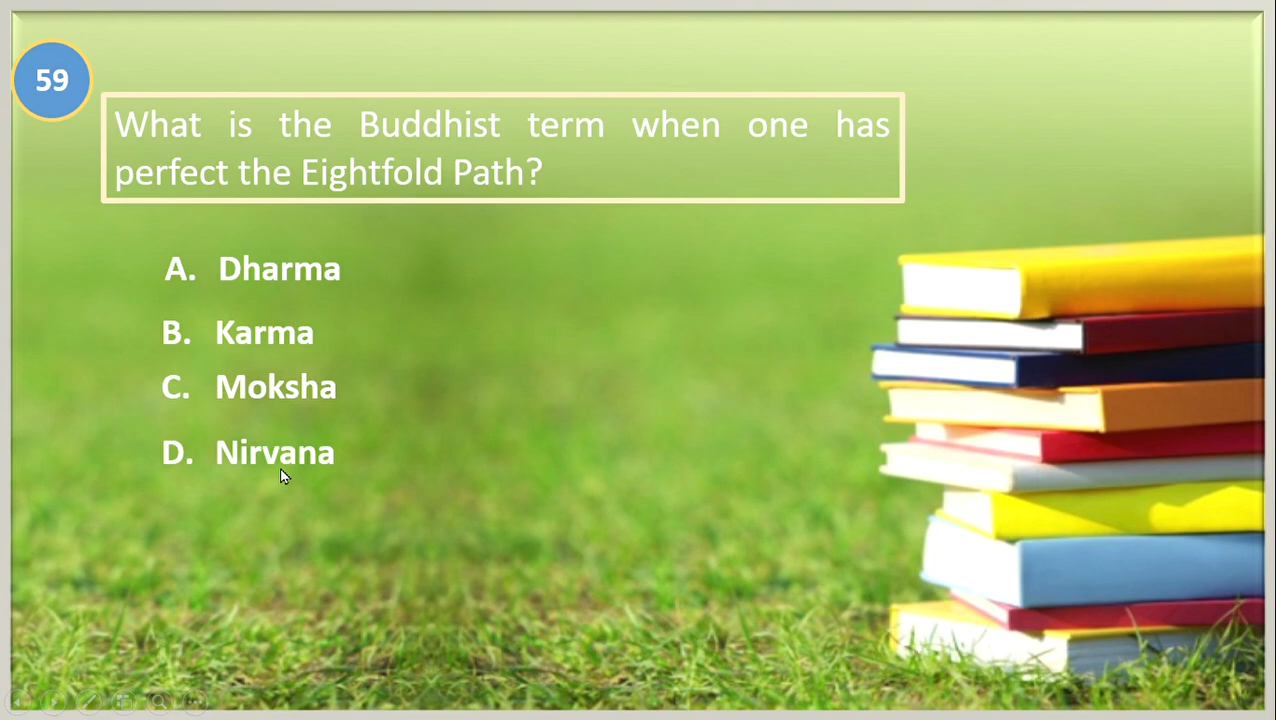 59
What is the Buddhist term when one has
perfect the Eightfold Path?
A. Dharma
B. Karma
C. Moksha
D. Nirvana